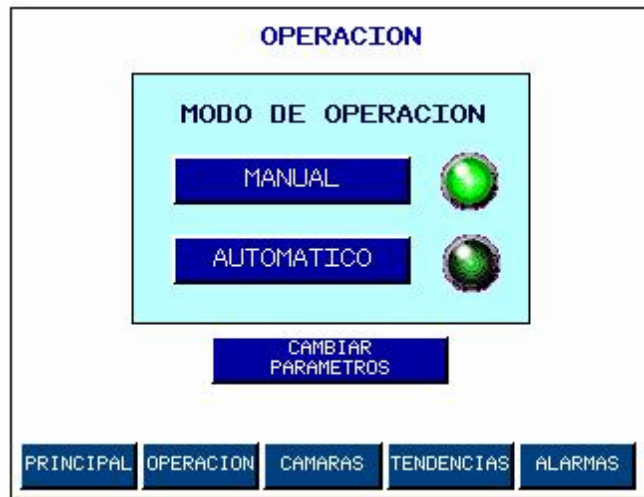 OPERACION
MODO DE OPERACION
MANUAL
AUTOMATICO
CAMBIAR
PARAMETROS
PRINCIPAL OPERACION CAMARAS TENDENCIAS ALARMAS